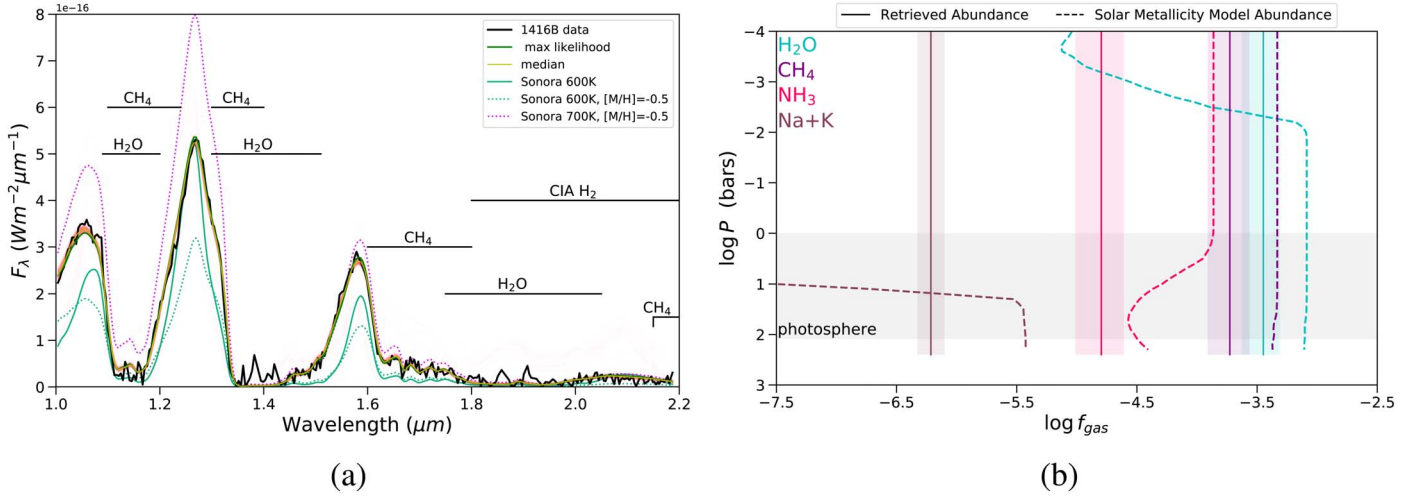 1e−16
8
7
6
5
4
3
2
1
0
F_λ (Wm⁻²μm⁻¹)
1416B data
max likelihood
median
Sonora 600K
Sonora 600K, [M/H]=-0.5
Sonora 700K, [M/H]=-0.5
CH₄ CH₄
H₂O H₂O
CIA H₂
CH₄
H₂O
CH₄
1.0 1.2 1.4 1.6 1.8 2.0 2.2
Wavelength (μm)
(a)
Retrieved Abundance Solar Metallicity Model Abundance
H₂O
CH₄
NH₃
Na+K
−4
−3
−2
−1
0
1
2
3
log P (bars)
photosphere
−7.5 −6.5 −5.5 −4.5 −3.5 −2.5
log f_gas
(b)